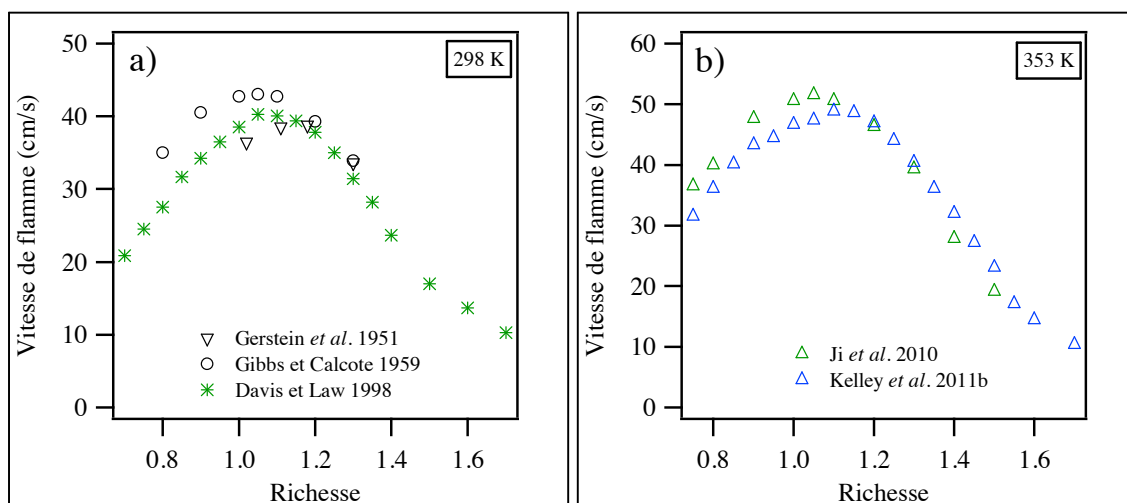 a)
298 K
Vitesse de flamme (cm/s)
50
40
30
20
10
0
Gerstein et al. 1951
Gibbs et Calcote 1959
Davis et Law 1998
0.8 1.0 1.2 1.4 1.6
Richesse
b)
353 K
Vitesse de flamme (cm/s)
60
50
40
30
20
10
0
Ji et al. 2010
Kelley et al. 2011b
0.8 1.0 1.2 1.4 1.6
Richesse